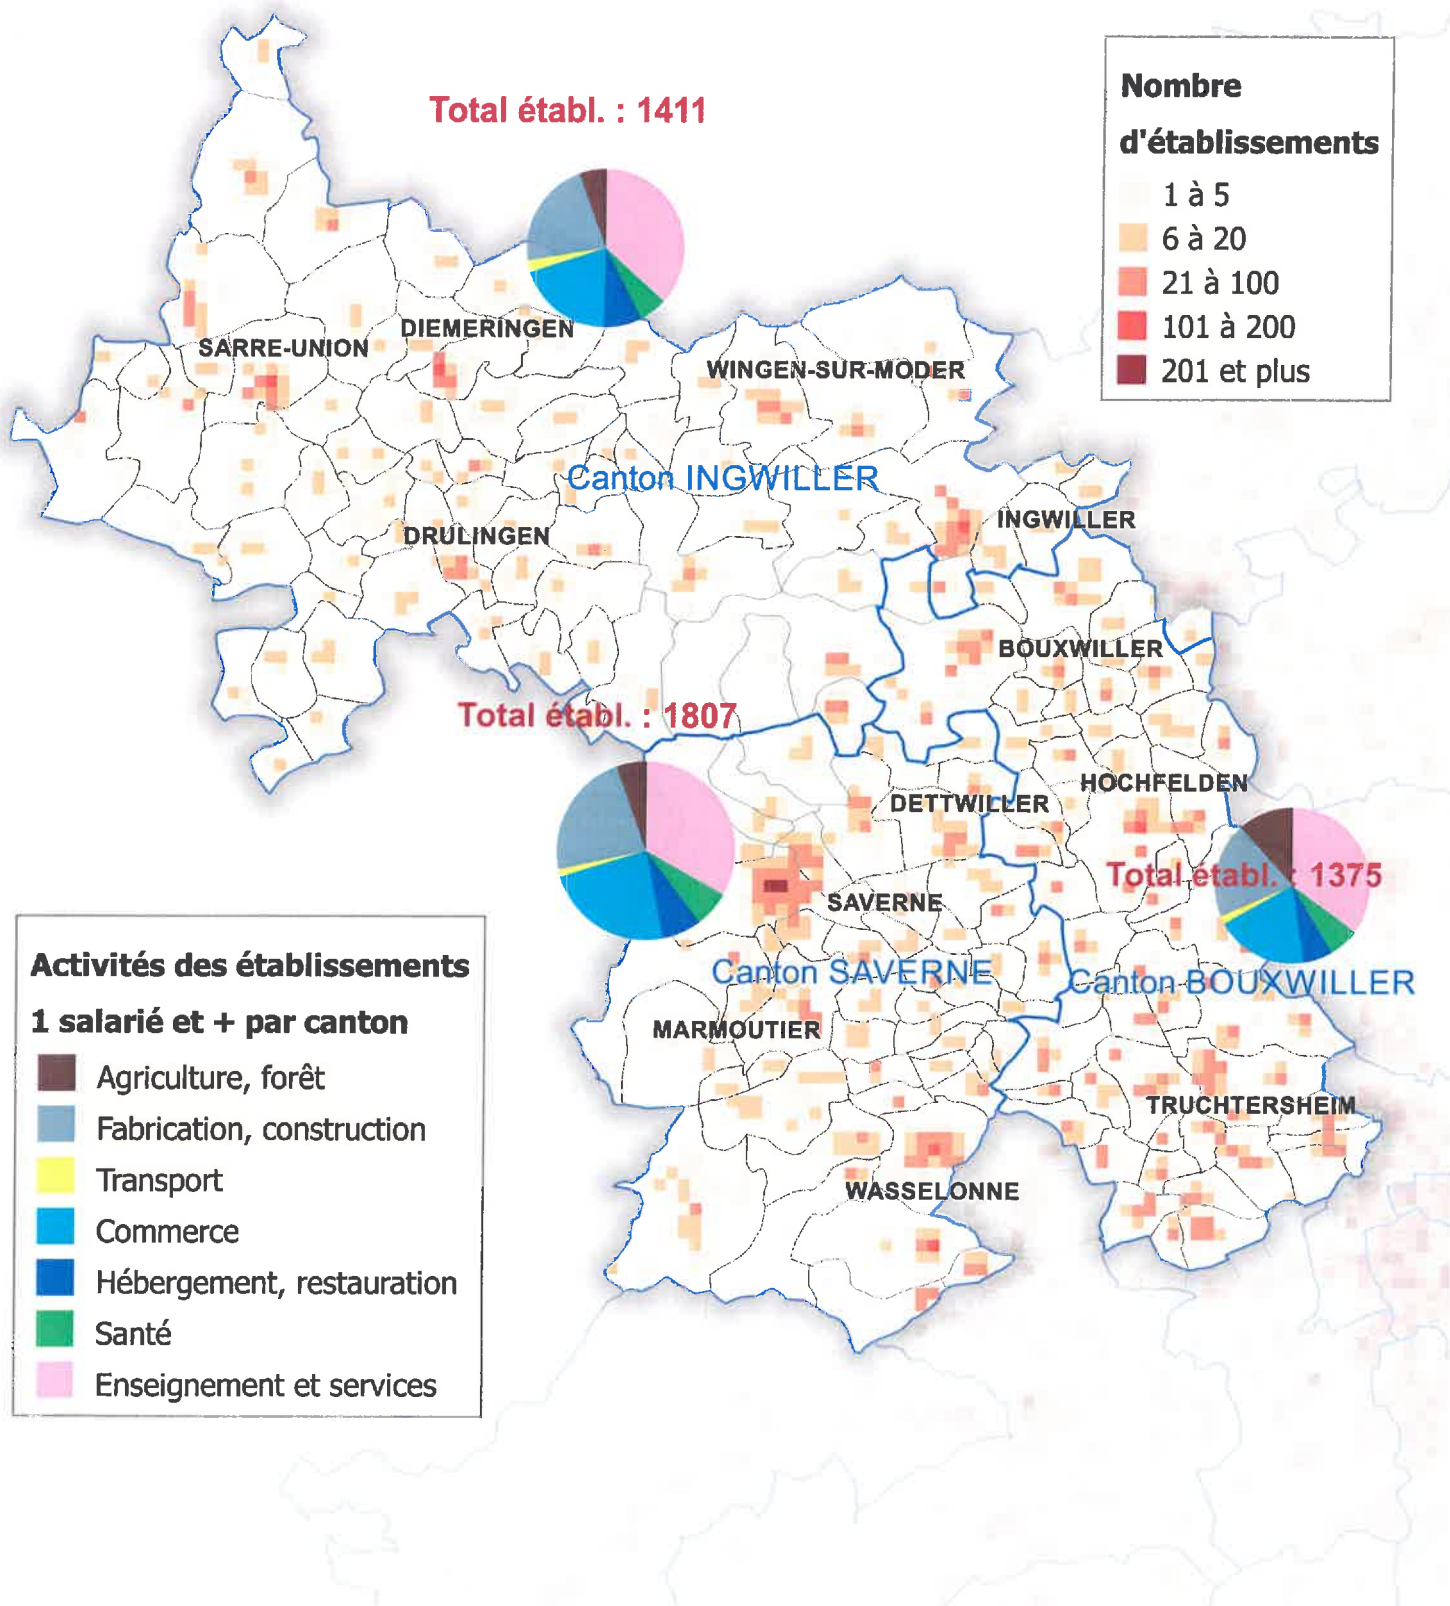 Total établ. : 1411
Nombre
d'établissements
1 à 5
6 à 20
21 à 100
101 à 200
201 et plus
DIEMERINGEN
SARRE-UNION
WINGEN-SUR-MODER
Canton INGWILLER
INGWILLER
DRULINGEN
BOUXWILLER
Total établ. : 1807
HOCHFELDEN
DETTWILLER
Total établ. : 1375
SAVERNE
Canton SAVERNE
Canton BOUXWILLER
MARMOUTIER
TRUCHTERSHEIM
WASSELONNE
Activités des établissements
1 salarié et + par canton
Agriculture, forêt
Fabrication, construction
Transport
Commerce
Hébergement, restauration
Santé
Enseignement et services